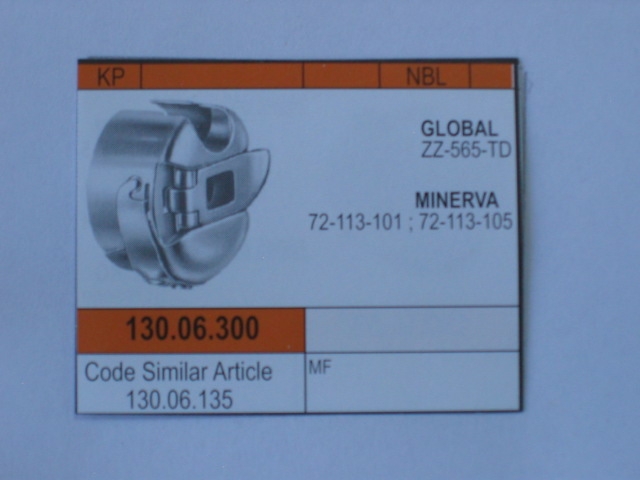 KP NBL
GLOBAL
ZZ-565-TD
MINERVA
72-113-101 ; 72-113-105
130.06.300
Code Similar Article
130.06.135
MF